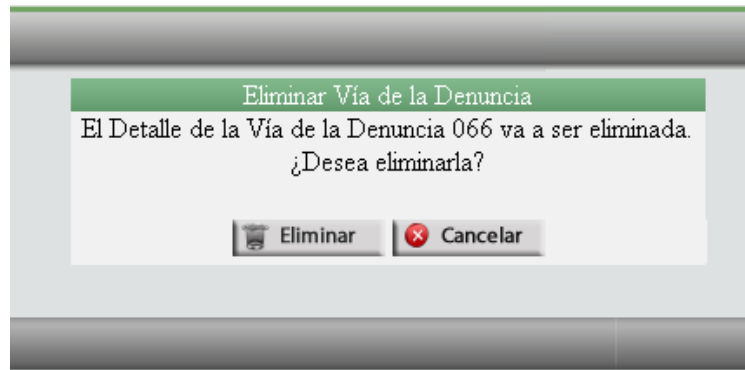 Eliminar Vía de la Denuncia
El Detalle de la Vía de la Denuncia 066 va a ser eliminada.
¿Desea eliminarla?
Eliminar Cancelar